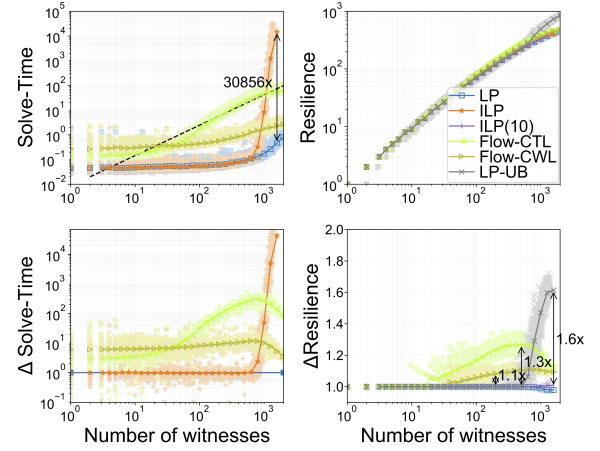 10^5
10^4
10^3
10^2
10^1
10^0
10^−1
10^−2
Solve-Time
30856x
10^0
10^1
10^2
10^3
10^3
10^2
10^1
10^0
Resilience
LP
ILP
ILP(10)
Flow-CTL
Flow-CWL
LP-UB
10^0
10^1
10^2
10^3
10^4
10^3
10^2
10^1
10^0
10^−1
Δ Solve-Time
10^0
10^1
10^2
10^3
Number of witnesses
2.0
1.8
1.6
1.4
1.2
1.0
ΔResilience
1.6x
1.3x
1.1x
10^0
10^1
10^2
10^3
Number of witnesses